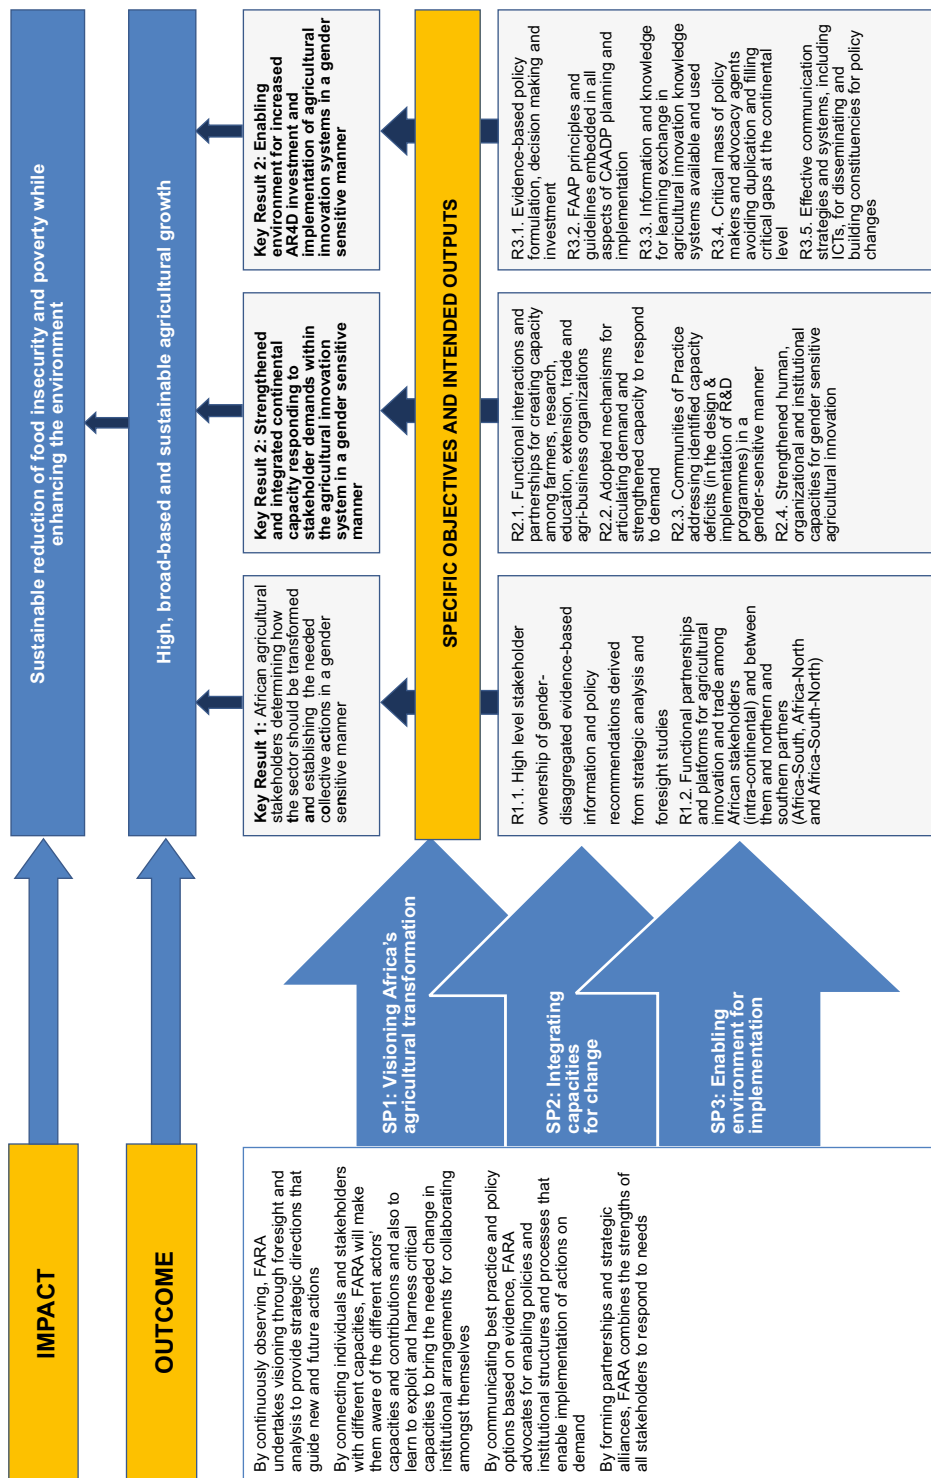 IMPACT
Sustainable reduction of food insecurity and poverty while
enhancing the environment
OUTCOME
High, broad-based and sustainable agricultural growth
By continuously observing, FARA
undertakes visioning through foresight and
analysis to provide strategic directions that
guide new and future actions
By connecting individuals and stakeholders
with different capacities, FARA will make
them aware of the different actors’
capacities and contributions and also to
learn to exploit and harness critical
capacities to bring the needed change in
institutional arrangements for collaborating
amongst themselves
By communicating best practice and policy
options based on evidence, FARA
advocates for enabling policies and
institutional structures and processes that
enable implementation of actions on
demand
By forming partnerships and strategic
alliances, FARA combines the strengths of
all stakeholders to respond to needs
SP1: Visioning Africa’s
agricultural transformation
SP2: Integrating
capacities
for change
SP3: Enabling
environment for
implementation
Key Result 1: African agricultural
stakeholders determining how
the sector should be transformed
and establishing the needed
collective actions in a gender
sensitive manner
Key Result 2: Strengthened
and integrated continental
capacity responding to
stakeholder demands within
the agricultural innovation
system in a gender sensitive
manner
Key Result 2: Enabling
environment for increased
AR4D investment and
implementation of agricultural
innovation systems in a gender
sensitive manner
SPECIFIC OBJECTIVES AND INTENDED OUTPUTS
R1.1. High level stakeholder
ownership of gender-
disaggregated evidence-based
information and policy
recommendations derived
from strategic analysis and
foresight studies
R1.2. Functional partnerships
and platforms for agricultural
innovation and trade among
African stakeholders
(intra-continental) and between
them and northern and
southern partners
(Africa-South, Africa-North
and Africa-South-North)
R2.1. Functional interactions and
partnerships for creating capacity
among farmers, research,
education, extension, trade and
agri-business organizations
R2.2. Adopted mechanisms for
articulating demand and
strengthened capacity to respond
to demand
R2.3. Communities of Practice
addressing identified capacity
deficits (in the design &
implementation of R&D
programmes) in a
gender-sensitive manner
R2.4. Strengthened human,
organizational and institutional
capacities for gender sensitive
agricultural innovation
R3.1. Evidence-based policy
formulation, decision making and
investment
R3.2. FAAP principles and
guidelines embedded in all
aspects of CAADP planning and
implementation
R3.3. Information and knowledge
for learning exchange in
agricultural innovation knowledge
systems available and used
R3.4. Critical mass of policy
makers and advocacy agents
avoiding duplication and filling
critical gaps at the continental
level
R3.5. Effective communication
strategies and systems, including
ICTs, for disseminating and
building constituencies for policy
changes